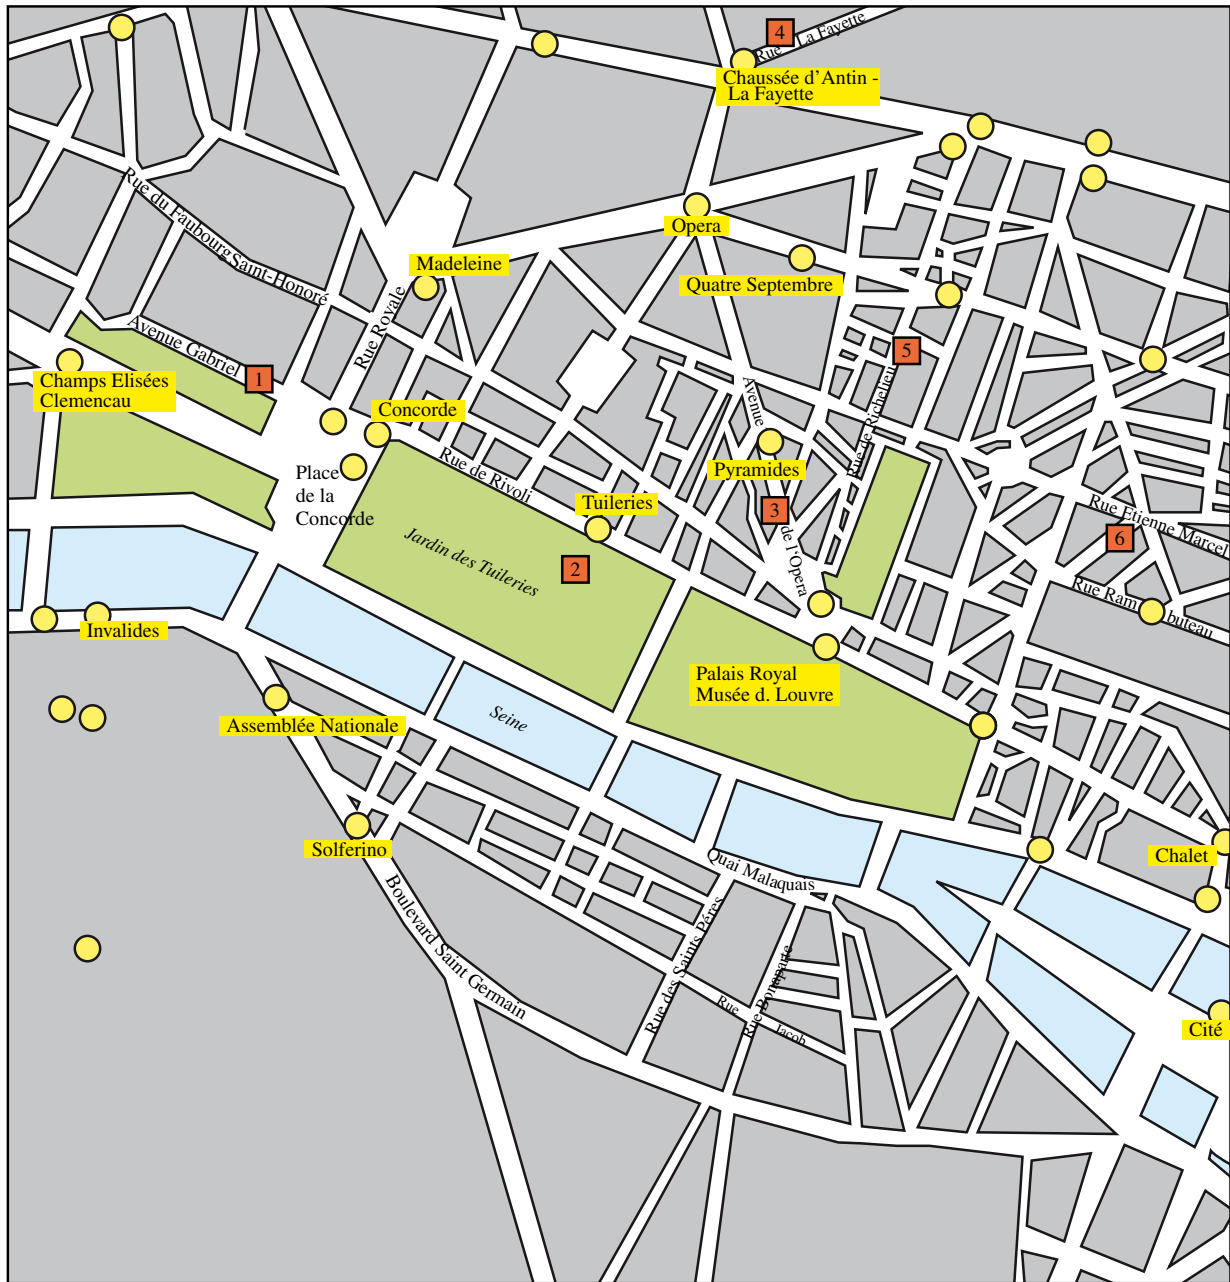 4
Rue La Fayette
Chaussée d’Antin -
La Fayette
Rue du Faubourg Saint-Honoré
Opera
Madeleine
Quatre Septembre
Rue Royale
Avenue Gabriel
1
5
Champs Elisées
Clemencau
Concorde
Avenue
de l’Opera
Rue de Richelieu
Place
de la
Concorde
Rue de Rivoli
Pyramides
Tuileries
3
Rue Etienne Marcel
6
Jardin des Tuileries
2
Rue Ram buteau
Invalides
Palais Royal
Musée d. Louvre
Assemblée Nationale
Seine
Solferino
Quai Malaquais
Chalet
Boulevard Saint Germain
Rue des Saints Péres
Rue Bonaparte
Rue Jacob
Cité